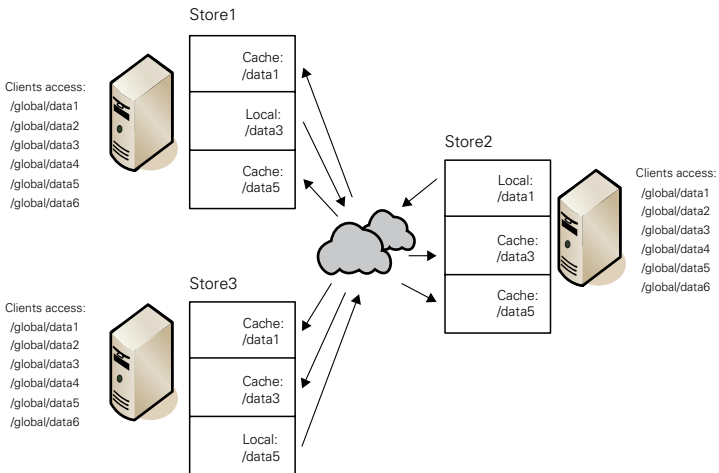 Store1
Clients access:
/global/data1
/global/data2
/global/data3
/global/data4
/global/data5
/global/data6
Cache:
/data1
Local:
/data3
Cache:
/data5
Store2
Local:
/data1
Cache:
/data3
Cache:
/data5
Clients access:
/global/data1
/global/data2
/global/data3
/global/data4
/global/data5
/global/data6
Store3
Clients access:
/global/data1
/global/data2
/global/data3
/global/data4
/global/data5
/global/data6
Cache:
/data1
Cache:
/data3
Local:
/data5